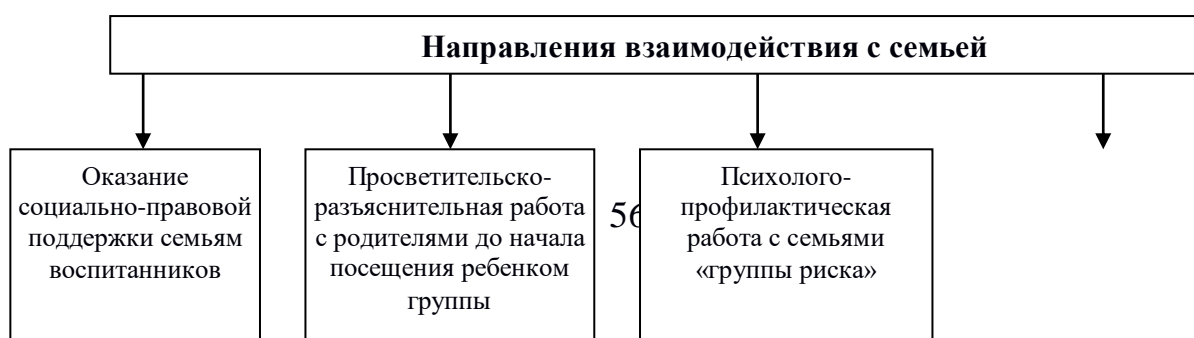 Направления взаимодействия с семьей
Оказание
социально-правовой
поддержки семьям
воспитанников
Просветительско-
разъяснительная работа
с родителями до начала
посещения ребенком
группы
56
Психолого-
профилактическая
работа с семьями
«группы риска»